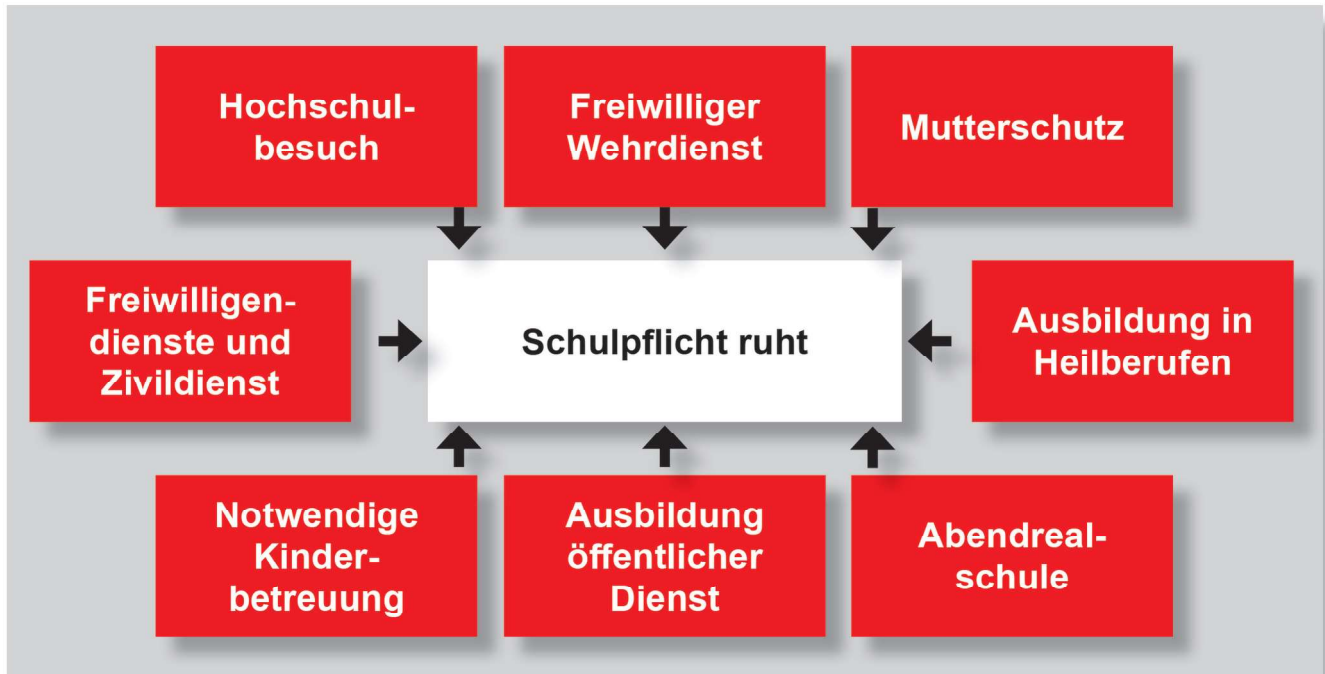 Hochschul-
besuch
Freiwilliger
Wehrdienst
Mutterschutz
Freiwilligen-
dienste und
Zivildienst
Schulpflicht ruht
Ausbildung in
Heilberufen
Notwendige
Kinder-
betreuung
Ausbildung
öffentlicher
Dienst
Abendreal-
schule